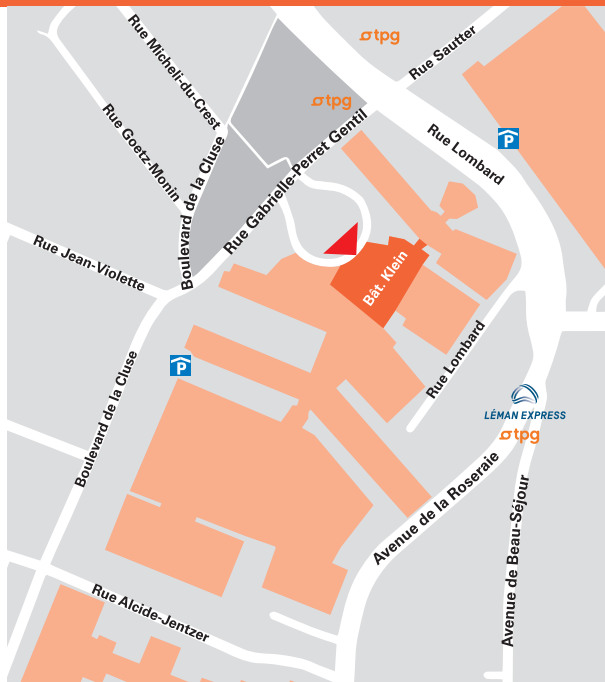 tpg
Rue Sautter
Rue Micheli-du-Crest
tpg
Rue Goetz-Monin
Boulevard de la Cluse
Rue Gabrielle-Perret Gentil
Rue Lombard
P
Rue Jean-Violette
Bât. Klein
Boulevard de la Cluse
P
Rue Lombard
LÉMAN EXPRESS
tpg
Avenue de la Roseraie
Avenue de Beau-Séjour
Rue Alcide-Jentzer